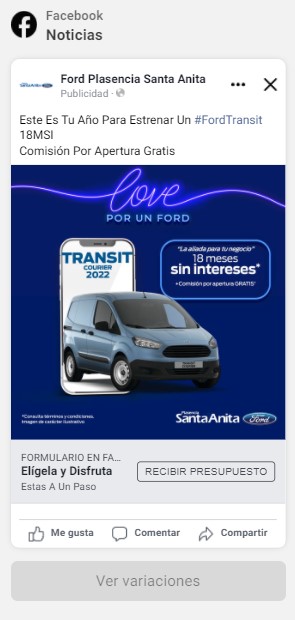 Facebook
Noticias
Ford Plasencia Santa Anita
Publicidad ·
Este Es Tu Año Para Estrenar Un #FordTransit
18MSI
Comisión Por Apertura Gratis
love
POR UN FORD
TRANSIT
COURIER
2022
"La aliada para tu negocio"
18 meses
sin intereses*
*Comisión por apertura GRATIS*
*Consulta términos y condiciones.
Imagen de carácter ilustrativo.
Plasencia
Santa Anita
Ford
FORMULARIO EN FA...
Elígela y Disfruta
Estas A Un Paso
RECIBIR PRESUPUESTO
Me gusta
Comentar
Compartir
Ver variaciones